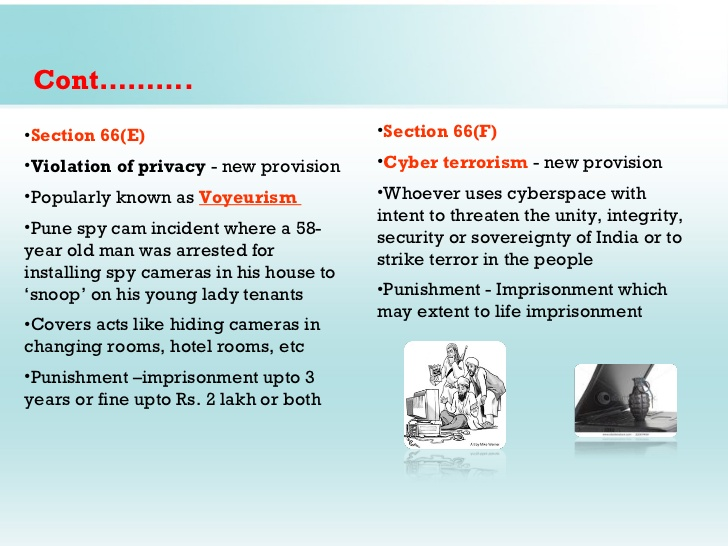 Cont……….
•Section 66(E)
•Violation of privacy - new provision
•Popularly known as Voyeurism
•Pune spy cam incident where a 58-
year old man was arrested for
installing spy cameras in his house to
‘snoop’ on his young lady tenants
•Covers acts like hiding cameras in
changing rooms, hotel rooms, etc
•Punishment –imprisonment upto 3
years or fine upto Rs. 2 lakh or both
•Section 66(F)
•Cyber terrorism - new provision
•Whoever uses cyberspace with
intent to threaten the unity, integrity,
security or sovereignty of India or to
strike terror in the people
•Punishment - Imprisonment which
may extent to life imprisonment